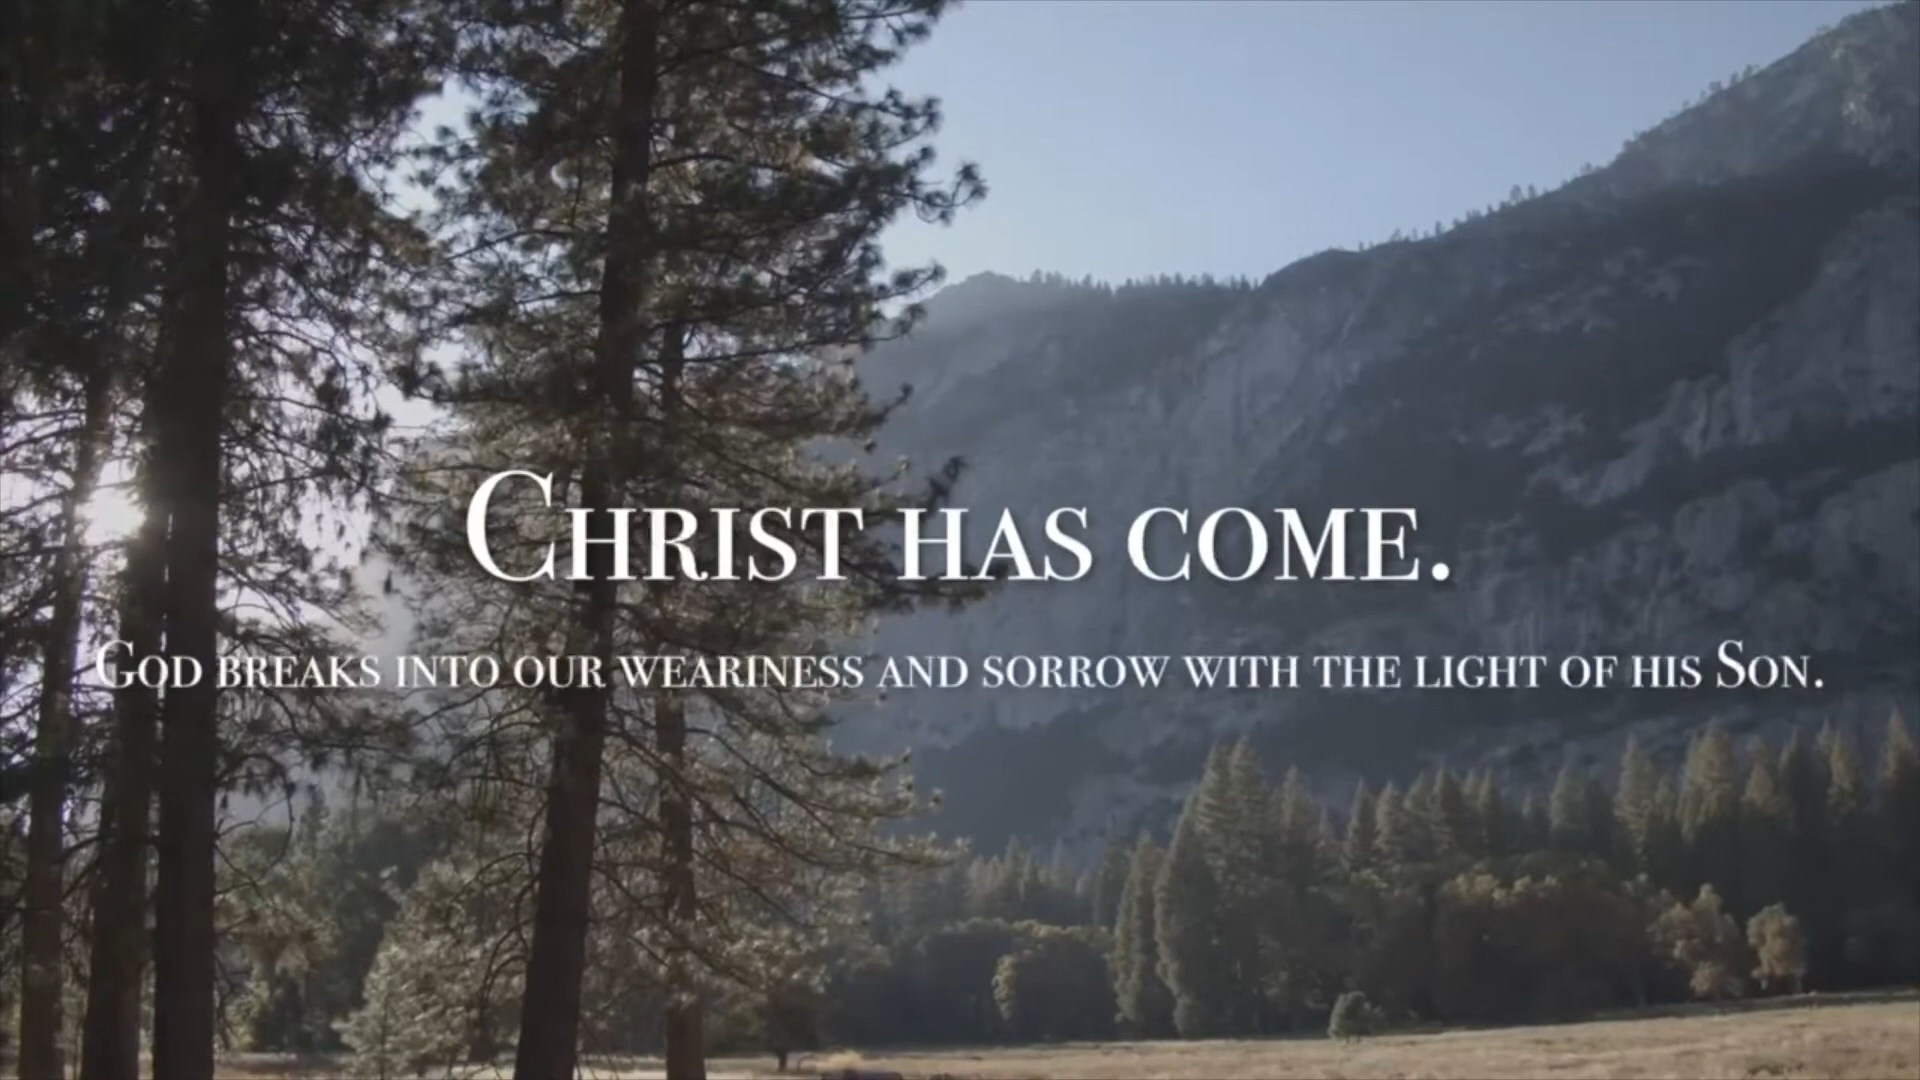 Christ has come.
God breaks into our weariness and sorrow with the light of his Son.